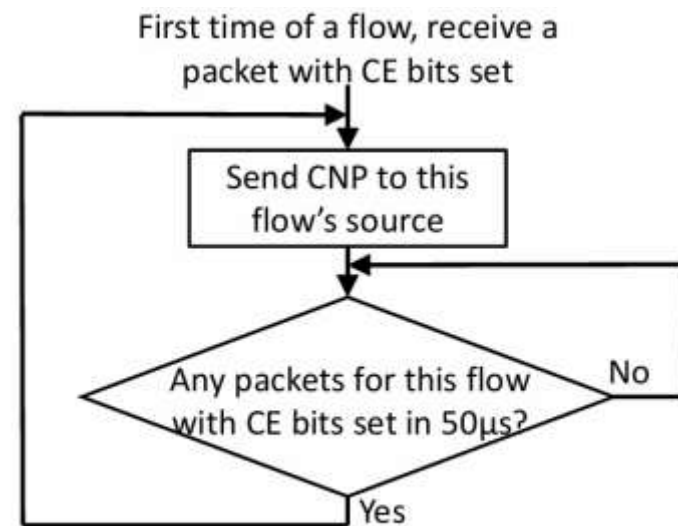 First time of a flow, receive a
packet with CE bits set
Send CNP to this
flow's source
Any packets for this flow
with CE bits set in 50μs?
No
Yes